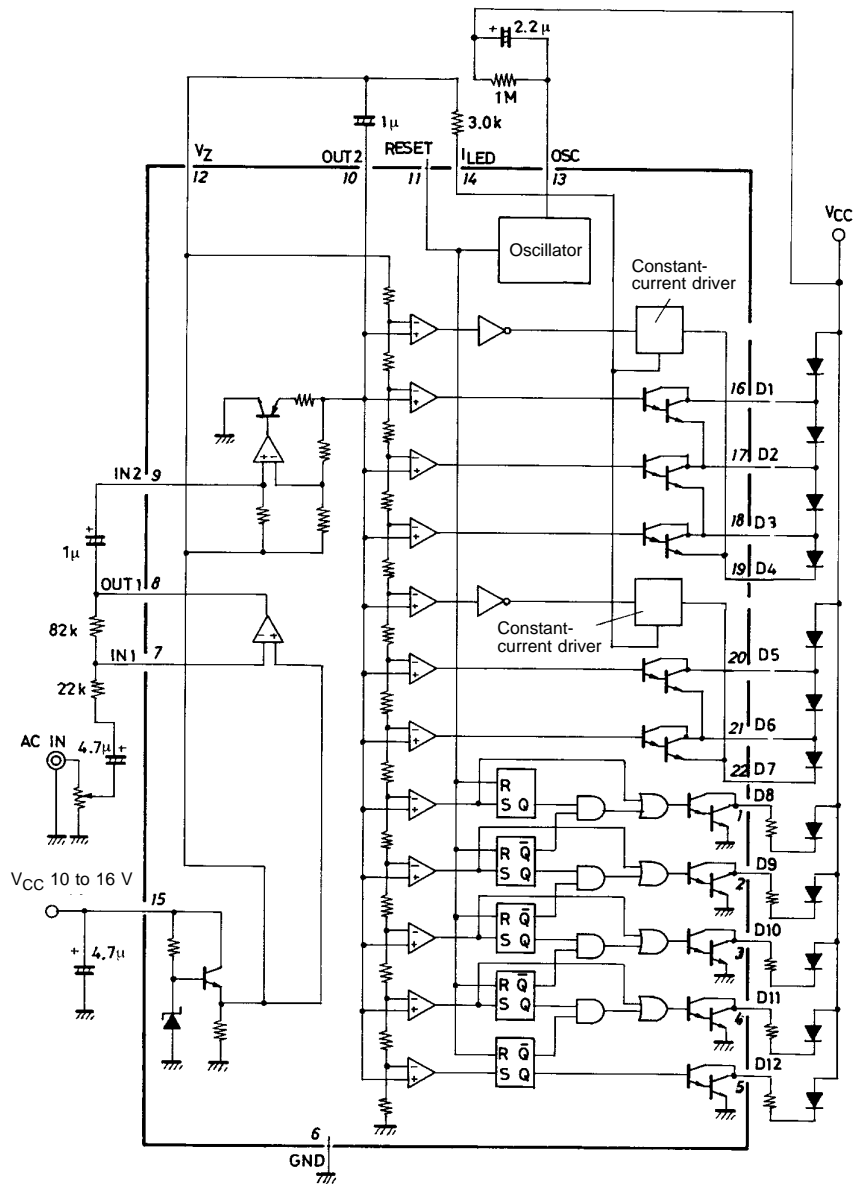 + 2.2μ
1M
1μ
3.0k
VZ
OUT2
RESET
ILED
OSC
12
10
11
14
13
VCC
Oscillator
Constant-
current driver
− +
− +
16 D1
+ −
− +
17 D2
IN2 9
− +
18 D3
+
1μ
19 D4
OUT1 8
− +
82k
− +
Constant-
current driver
IN1 7
20 D5
− +
22k
21 D6
− +
AC IN
4.7μ +
22 D7
R
S Q
− +
D8
1
R Q̄
S Q
− +
D9
2
VCC 10 to 16 V
15
R Q̄
S Q
− +
D10
3
+ 4.7μ
R Q̄
S Q
− +
D11
4
R Q̄
S Q
− +
D12
5
6
GND